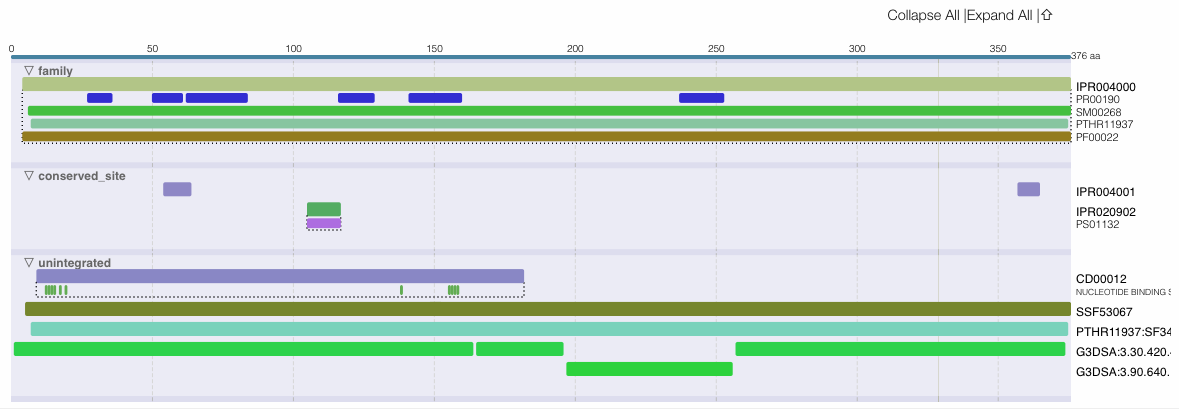 Collapse All |Expand All |⇧
0 50 100 150 200 250 300 350
376 aa
▽ family
IPR004000
PR00190
SM00268
PTHR11937
PF00022
▽ conserved_site
IPR004001
IPR020902
PS01132
▽ unintegrated
CD00012
NUCLEOTIDE BINDING S
SSF53067
PTHR11937:SF34
G3DSA:3.30.420.
G3DSA:3.90.640.